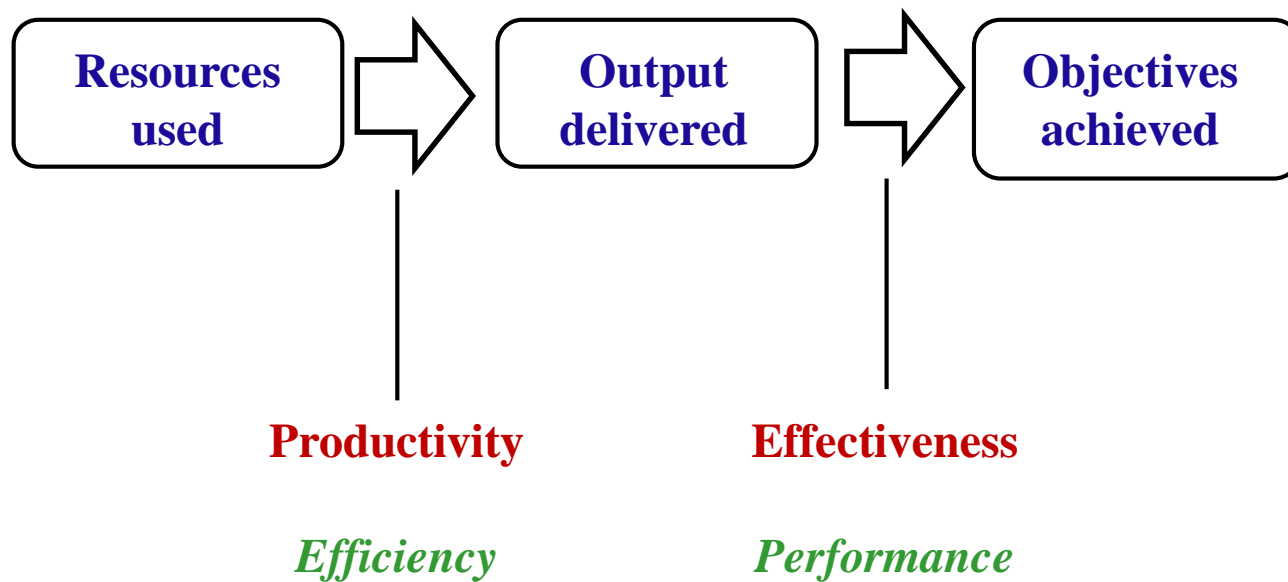 Resources
used
Output
delivered
Objectives
achieved
Productivity
Effectiveness
Efficiency
Performance